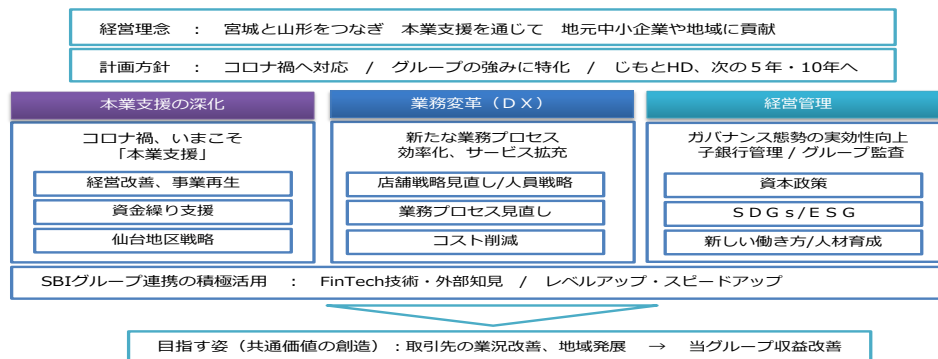 経営理念 ： 宮城と山形をつなぎ 本業支援を通じて 地元中小企業や地域に貢献
計画方針 ： コロナ禍へ対応 / グループの強みに特化 / じもとHD、次の５年・10年へ
本業支援の深化
コロナ禍、いまこそ
「本業支援」
経営改善、事業再生
資金繰り支援
仙台地区戦略
業務変革（ＤＸ）
新たな業務プロセス
効率化、サービス拡充
店舗戦略見直し/人員戦略
業務プロセス見直し
コスト削減
経営管理
ガバナンス態勢の実効性向上
子銀行管理 / グループ監査
資本政策
ＳＤＧｓ/ＥＳＧ
新しい働き方/人材育成
SBIグループ連携の積極活用 ： FinTech技術・外部知見 / レベルアップ・スピードアップ
目指す姿（共通価値の創造）：取引先の業況改善、地域発展 → 当グループ収益改善